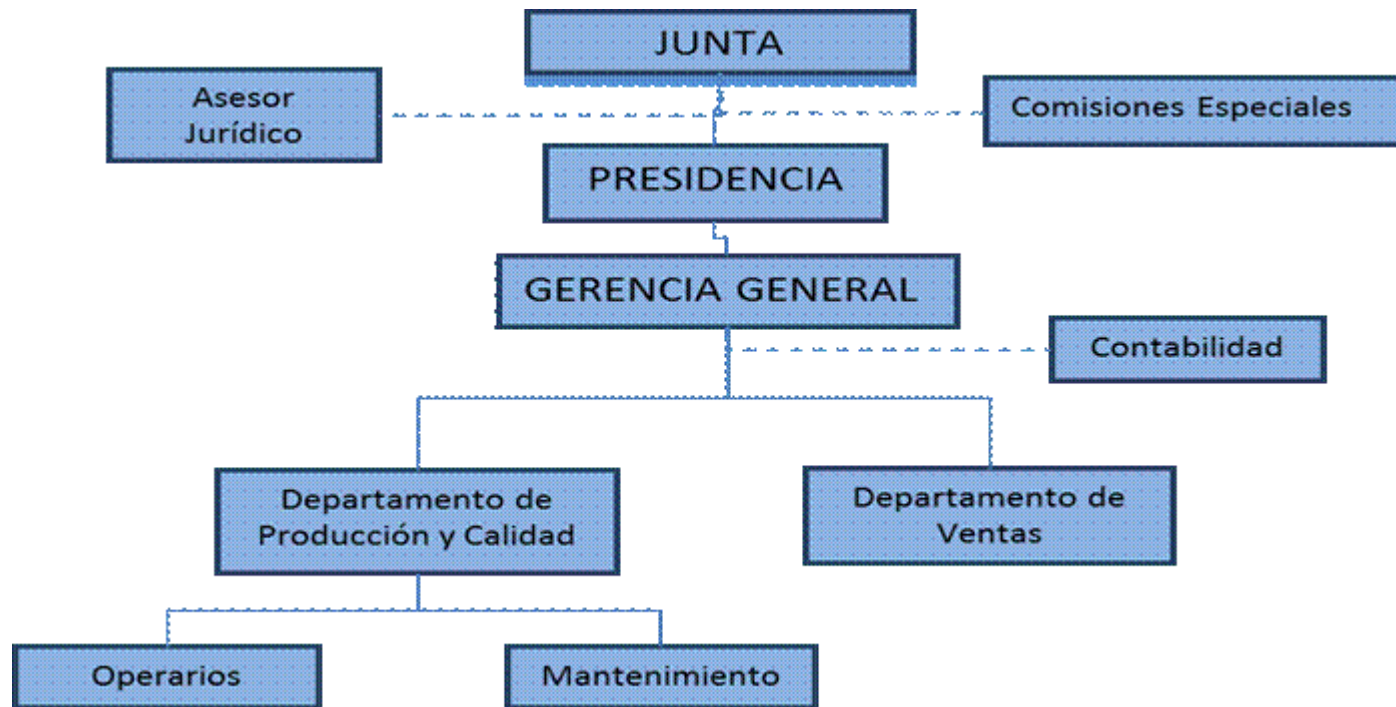 JUNTA
Asesor
Jurídico
Comisiones Especiales
PRESIDENCIA
GERENCIA GENERAL
Contabilidad
Departamento de
Producción y Calidad
Departamento de
Ventas
Operarios
Mantenimiento